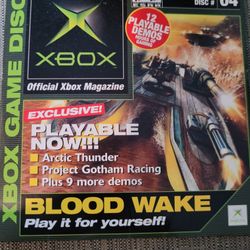 DISC # 04
XBOX GAME DISC
XBOX
Official Xbox Magazine
12
PLAYABLE
DEMOS
EXCLUSIVE!
PLAYABLE
NOW!!!
Arctic Thunder
Project Gotham Racing
Plus 9 more demos
BLOOD WAKE
Play it for yourself!